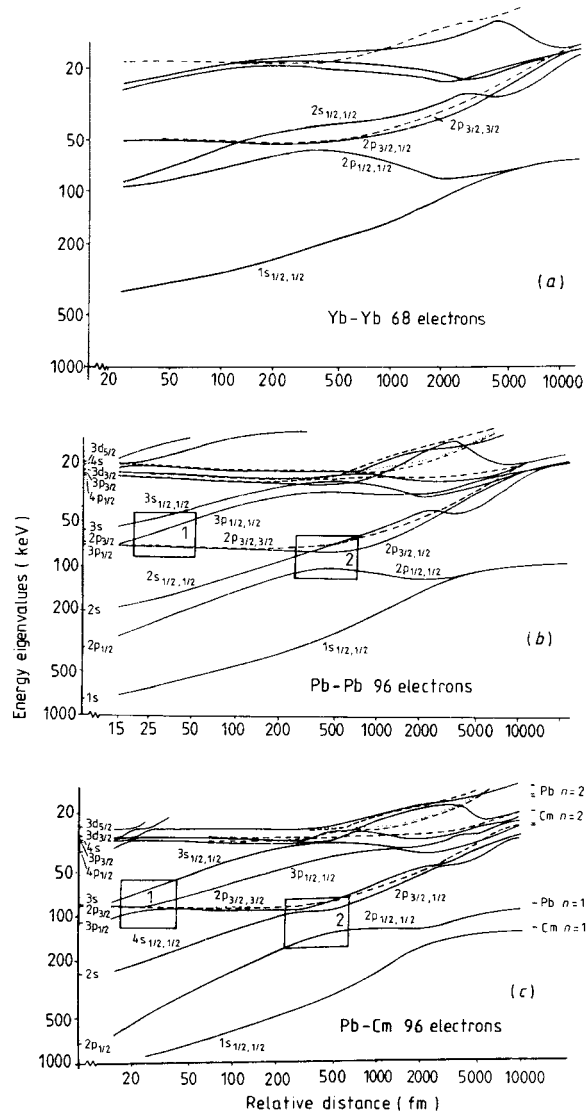 (a)
20
50
100
200
500
1000
2s1/2,1/2
2p3/2,3/2
2p3/2,1/2
2p1/2,1/2
1s1/2,1/2
Yb-Yb 68 electrons
20 50 100 200 500 1000 2000 5000 10000
(b)
Energy eigenvalues (keV)
20
50
100
200
500
1000
3d5/2
4s
3d3/2
3p3/2
4p1/2
3s
2p3/2
3p1/2
2s
2p1/2
1s
3s1/2,1/2
3p1/2,1/2
1
2p3/2,3/2
2
2p3/2,1/2
2s1/2,1/2
2p1/2,1/2
1s1/2,1/2
Pb-Pb 96 electrons
15 25 50 100 200 500 1000 2000 5000 10000
(c)
20
50
100
200
500
1000
3d5/2
3d3/2
4s
3p3/2
4p1/2
3s
2p3/2
3p1/2
2s
2p1/2
Pb n=2
Cm n=2
Pb n=1
Cm n=1
3s1/2,1/2
3p1/2,1/2
1
2p3/2,3/2
2
2p3/2,1/2
4s1/2,1/2
2p1/2,1/2
1s1/2,1/2
Pb-Cm 96 electrons
20 50 100 200 500 1000 2000 5000 10000
Relative distance (fm)